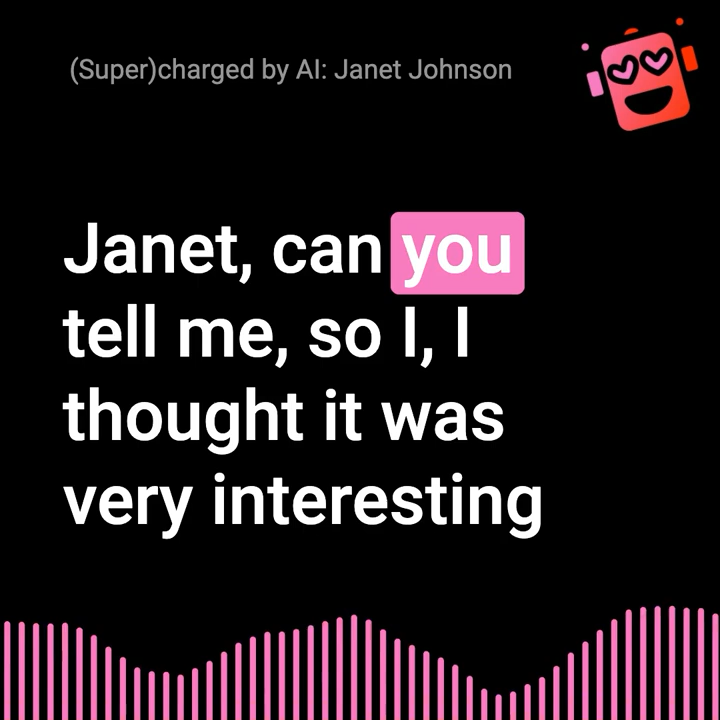 (Super)charged by AI: Janet Johnson
Janet, can you
tell me, so I, I
thought it was
very interesting